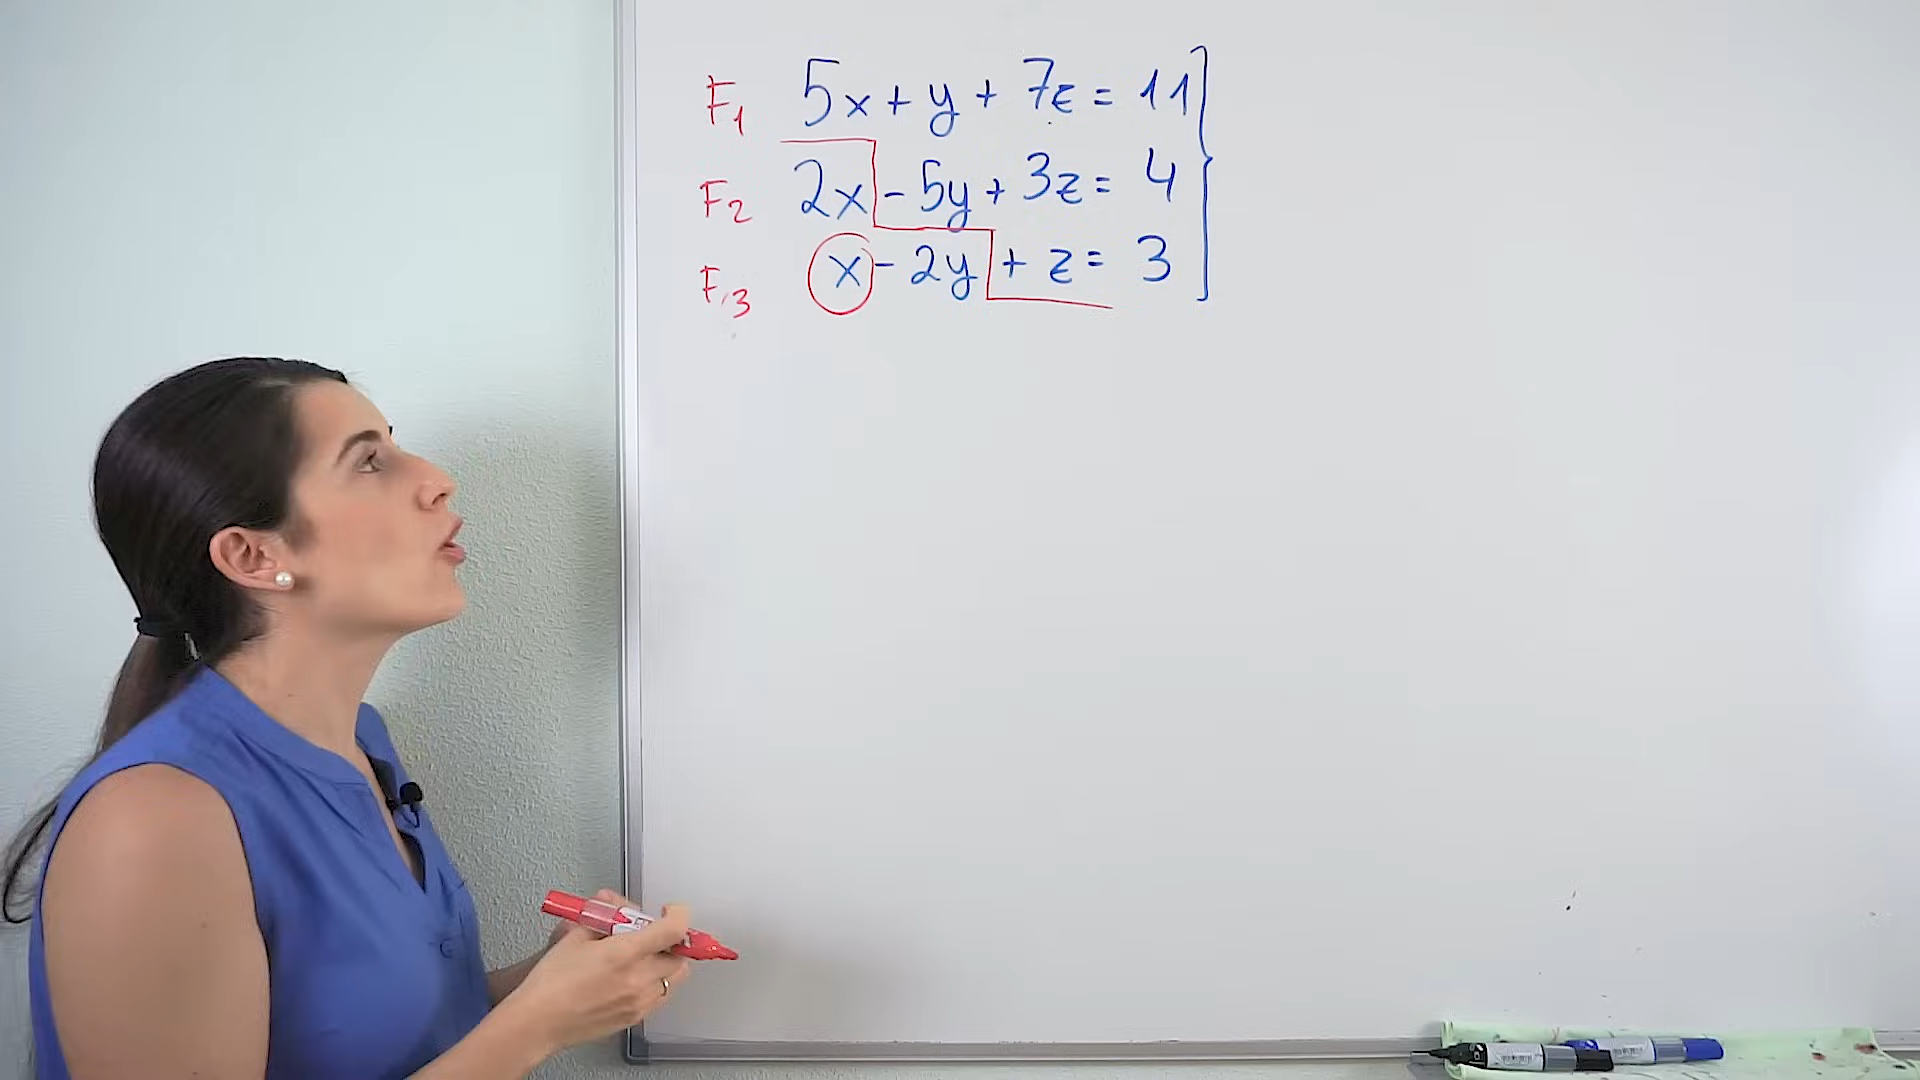 F1 5x + y + 7z = 11
F2 2x - 5y + 3z = 4
F3 x - 2y + z = 3